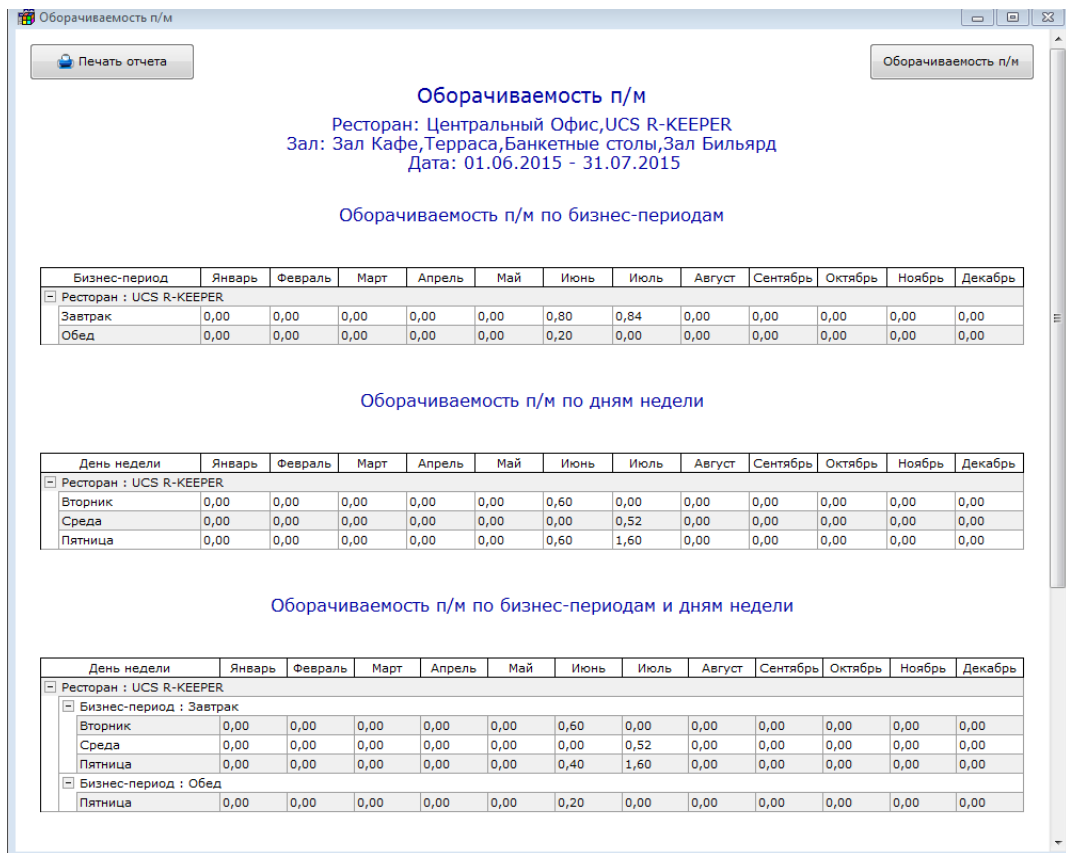 Оборачиваемость п/м
Печать отчета Оборачиваемость п/м
Оборачиваемость п/м
Ресторан: Центральный Офис,UCS R-KEEPER
Зал: Зал Кафе,Терраса,Банкетные столы,Зал Бильярд
Дата: 01.06.2015 - 31.07.2015
Оборачиваемость п/м по бизнес-периодам
Бизнес-период Январь Февраль Март Апрель Май Июнь Июль Август Сентябрь Октябрь Ноябрь Декабрь
Ресторан : UCS R-KEEPER
Завтрак 0,00 0,00 0,00 0,00 0,00 0,80 0,84 0,00 0,00 0,00 0,00 0,00
Обед 0,00 0,00 0,00 0,00 0,00 0,20 0,00 0,00 0,00 0,00 0,00 0,00
Оборачиваемость п/м по дням недели
День недели Январь Февраль Март Апрель Май Июнь Июль Август Сентябрь Октябрь Ноябрь Декабрь
Ресторан : UCS R-KEEPER
Вторник 0,00 0,00 0,00 0,00 0,00 0,60 0,00 0,00 0,00 0,00 0,00 0,00
Среда 0,00 0,00 0,00 0,00 0,00 0,00 0,52 0,00 0,00 0,00 0,00 0,00
Пятница 0,00 0,00 0,00 0,00 0,00 0,60 1,60 0,00 0,00 0,00 0,00 0,00
Оборачиваемость п/м по бизнес-периодам и дням недели
День недели Январь Февраль Март Апрель Май Июнь Июль Август Сентябрь Октябрь Ноябрь Декабрь
Ресторан : UCS R-KEEPER
Бизнес-период : Завтрак
Вторник 0,00 0,00 0,00 0,00 0,00 0,60 0,00 0,00 0,00 0,00 0,00 0,00
Среда 0,00 0,00 0,00 0,00 0,00 0,00 0,52 0,00 0,00 0,00 0,00 0,00
Пятница 0,00 0,00 0,00 0,00 0,00 0,40 1,60 0,00 0,00 0,00 0,00 0,00
Бизнес-период : Обед
Пятница 0,00 0,00 0,00 0,00 0,00 0,20 0,00 0,00 0,00 0,00 0,00 0,00